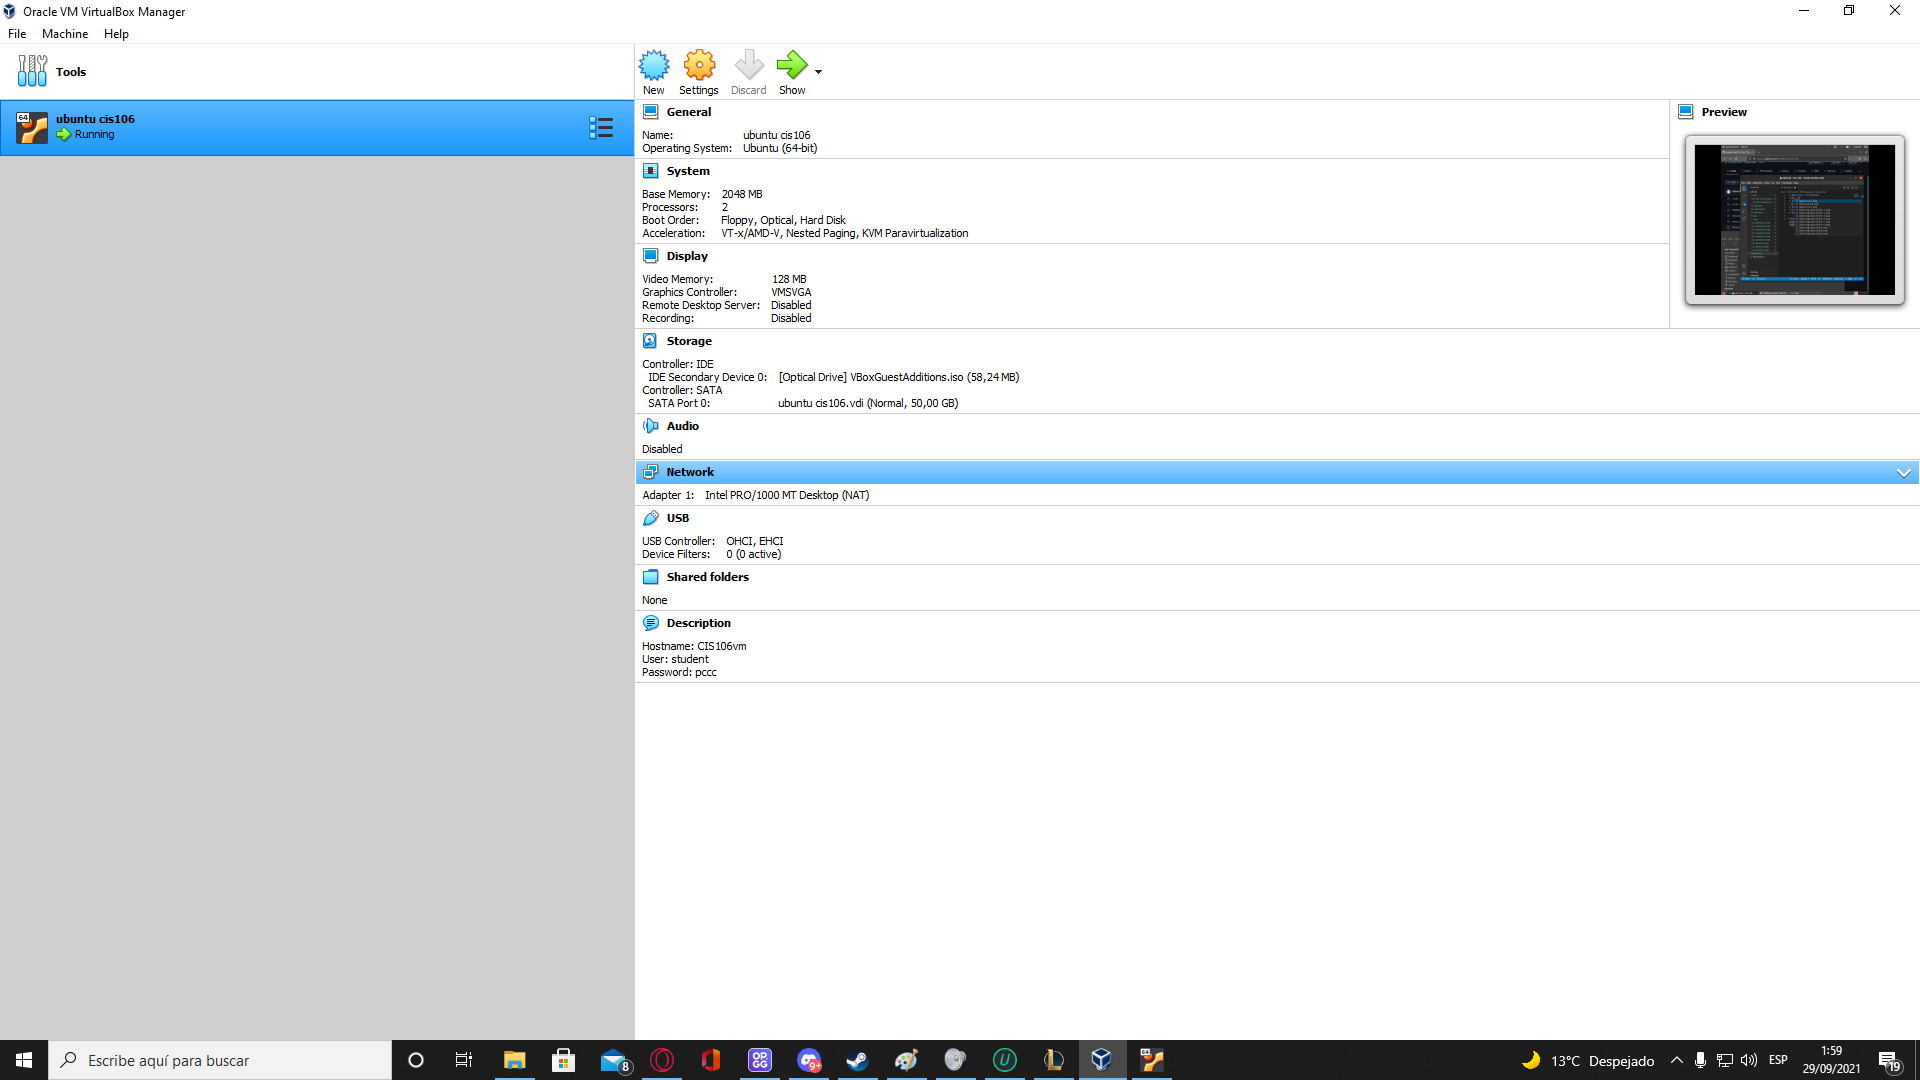 Oracle VM VirtualBox Manager
File Machine Help
Tools
New Settings Discard Show
64
ubuntu cis106
Running
General
Name: ubuntu cis106
Operating System: Ubuntu (64-bit)
Preview
System
Base Memory: 2048 MB
Processors: 2
Boot Order: Floppy, Optical, Hard Disk
Acceleration: VT-x/AMD-V, Nested Paging, KVM Paravirtualization
Display
Video Memory: 128 MB
Graphics Controller: VMSVGA
Remote Desktop Server: Disabled
Recording: Disabled
Storage
Controller: IDE
IDE Secondary Device 0: [Optical Drive] VBoxGuestAdditions.iso (58,24 MB)
Controller: SATA
SATA Port 0: ubuntu cis106.vdi (Normal, 50,00 GB)
Audio
Disabled
Network
Adapter 1: Intel PRO/1000 MT Desktop (NAT)
USB
USB Controller: OHCI, EHCI
Device Filters: 0 (0 active)
Shared folders
None
Description
Hostname: CIS106vm
User: student
Password: pccc
Escribe aquí para buscar
8
OP.GG
9+
64
13°C Despejado
ESP
1:59
29/09/2021
19